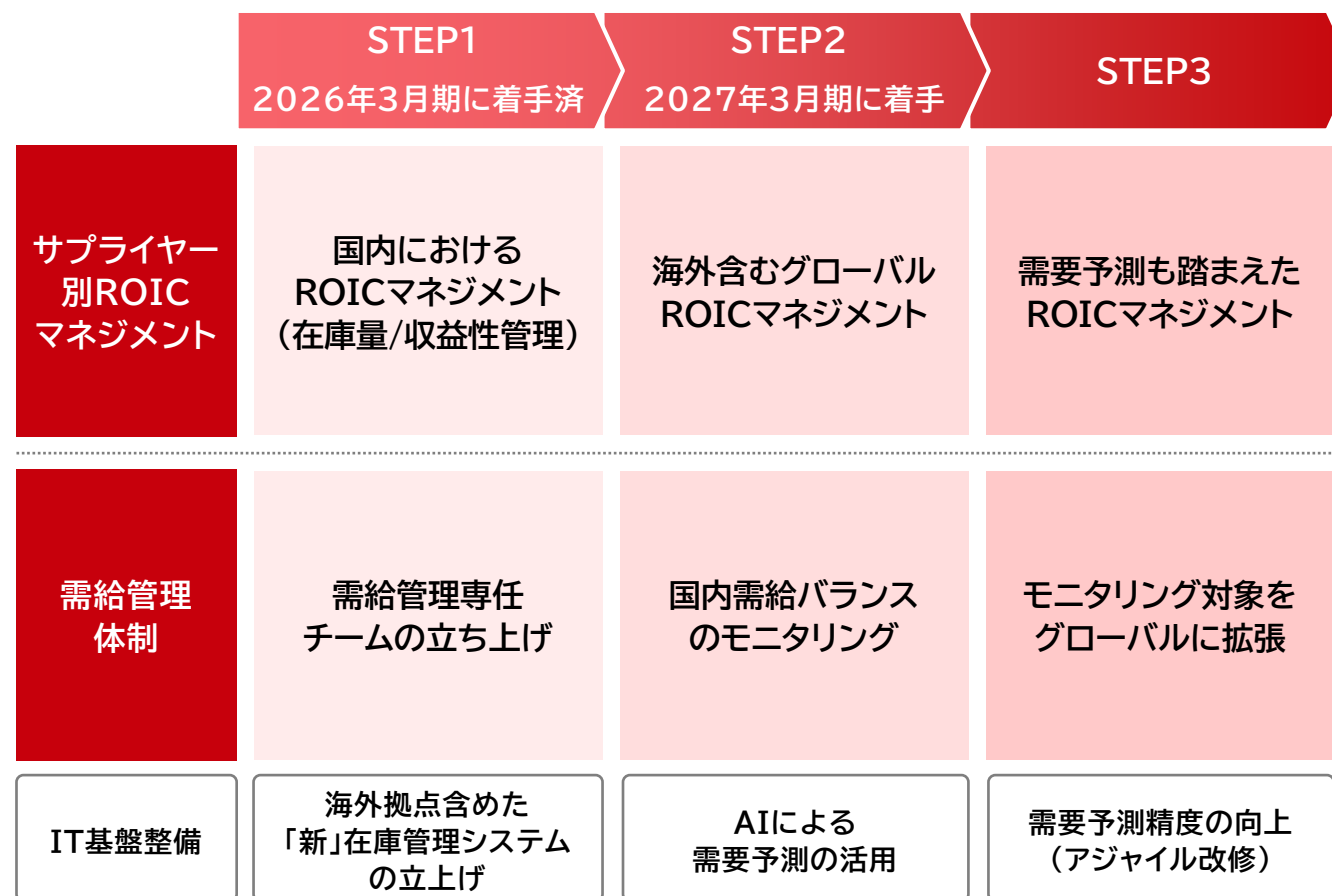 STEP1
2026年3月期に着手済
STEP2
2027年3月期に着手
STEP3
サプライヤー
別ROIC
マネジメント
国内における
ROICマネジメント
（在庫量/収益性管理）
海外含むグローバル
ROICマネジメント
需要予測も踏まえた
ROICマネジメント
需給管理
体制
需給管理専任
チームの立ち上げ
国内需給バランス
のモニタリング
モニタリング対象を
グローバルに拡張
IT基盤整備
海外拠点含めた
「新」在庫管理システム
の立上げ
AIによる
需要予測の活用
需要予測精度の向上
（アジャイル改修）